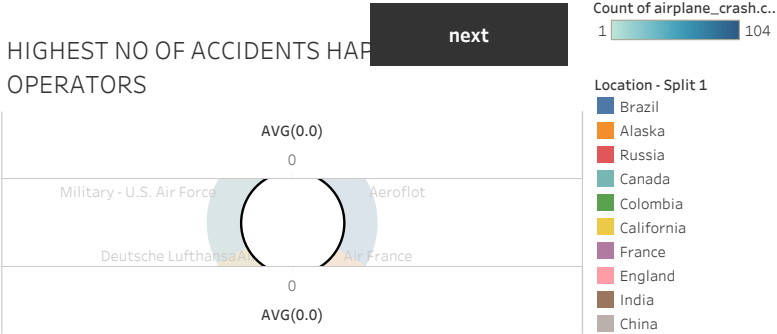 HIGHEST NO OF ACCIDENTS HAP
OPERATORS
next
AVG(0.0)
0
Military - U.S. Air Force
Aeroflot
Deutsche Lufthansa
Air France
0
AVG(0.0)
Count of airplane_crash.c..
1
104
Location - Split 1
Brazil
Alaska
Russia
Canada
Colombia
California
France
England
India
China